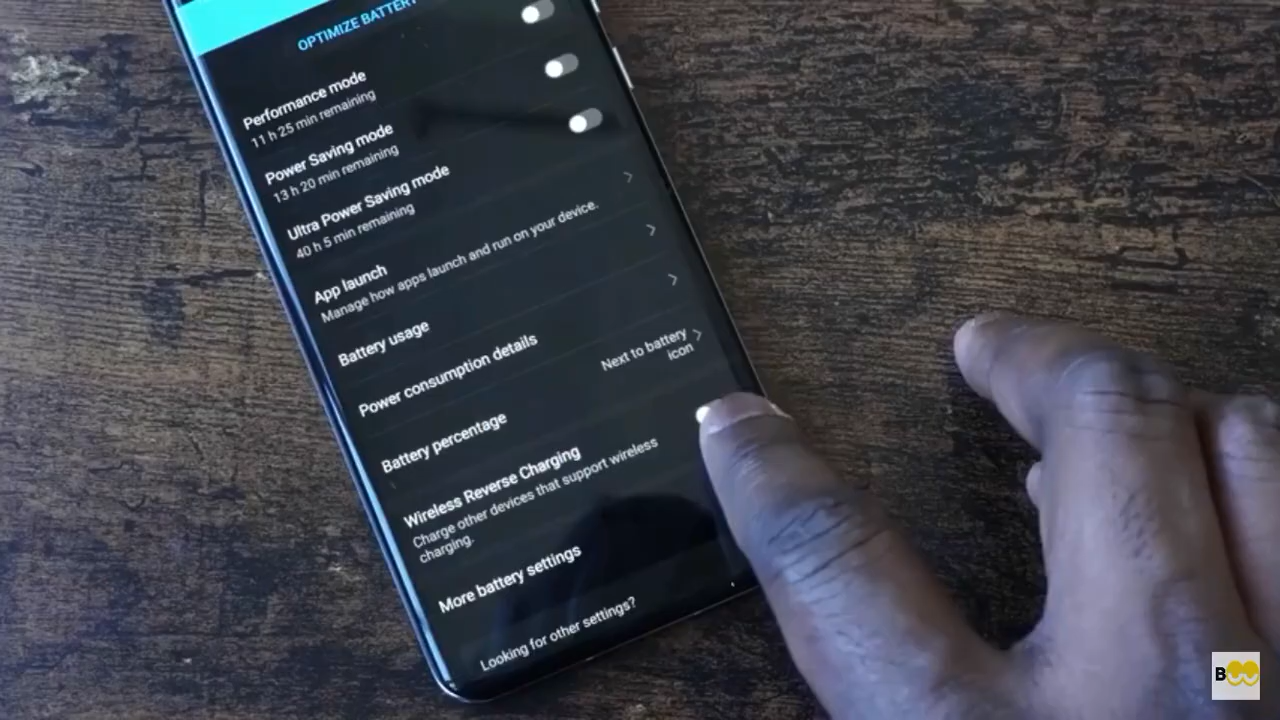 OPTIMIZE BATTERY
Performance mode
11 h 25 min remaining
Power Saving mode
13 h 20 min remaining
Ultra Power Saving mode
40 h 5 min remaining
App launch
Manage how apps launch and run on your device.
Battery usage
Power consumption details
Battery percentage
Next to battery
icon
Wireless Reverse Charging
Charge other devices that support wireless
charging.
More battery settings
Looking for other settings?
B